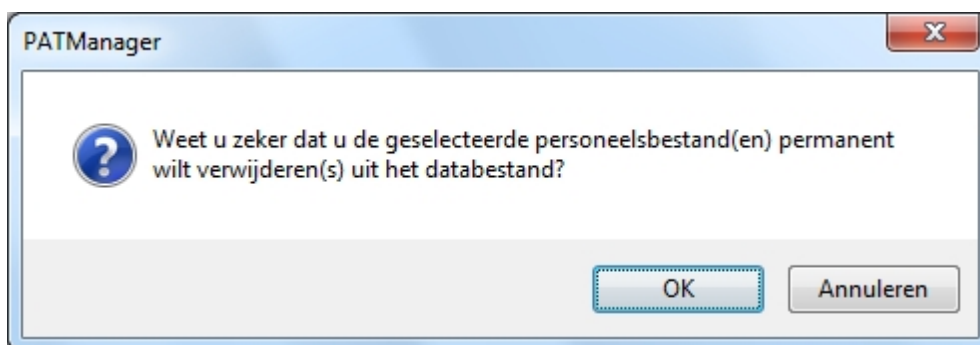 PATManager
Weet u zeker dat u de geselecteerde personeelsbestand(en) permanent
wilt verwijderen(s) uit het databestand?
OK
Annuleren